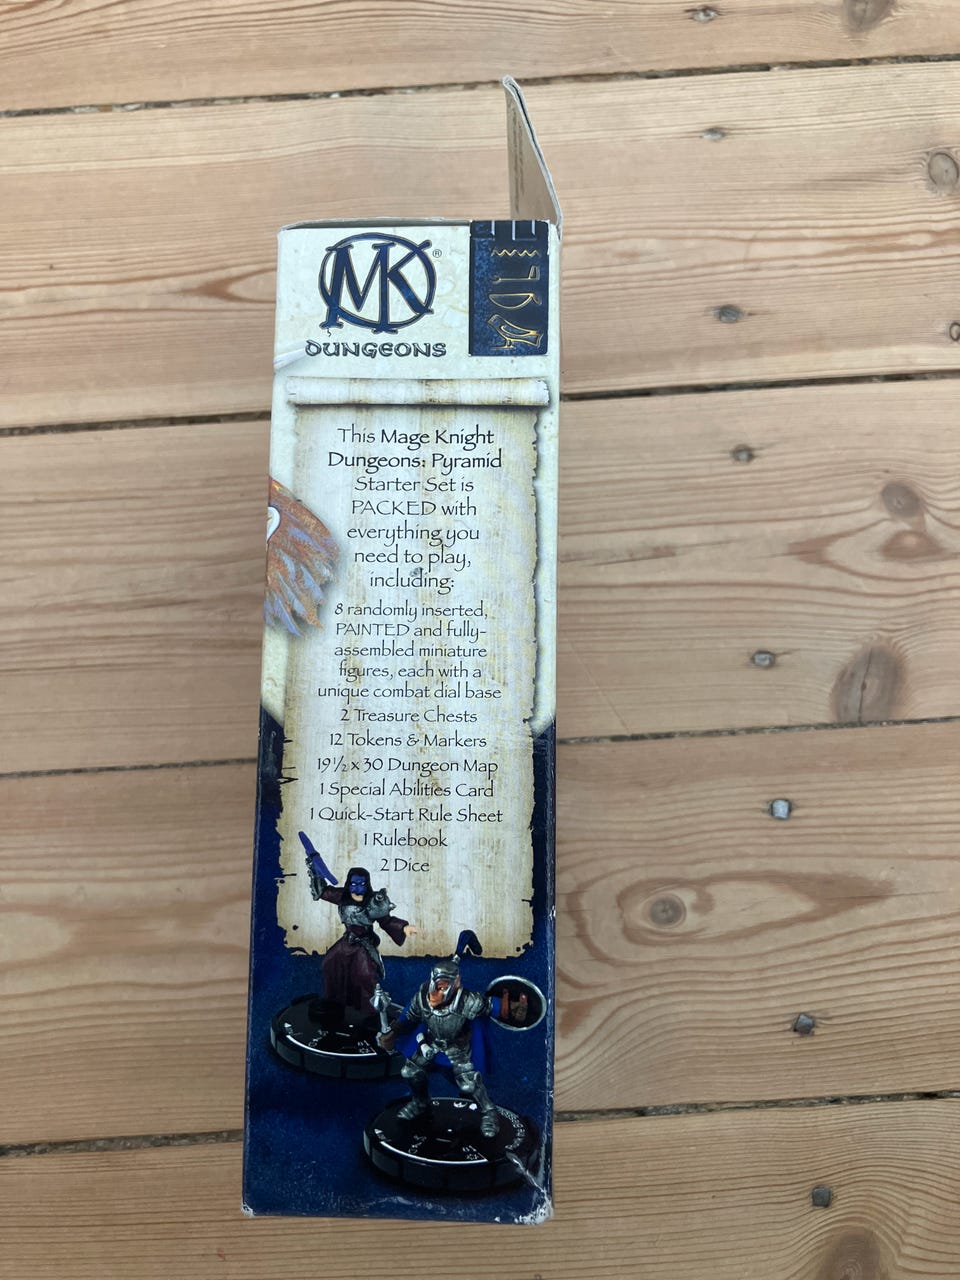 MK®
DUNGEONS
This Mage Knight
Dungeons: Pyramid
Starter Set is
PACKED with
everything you
need to play,
including:
8 randomly inserted,
PAINTED and fully-
assembled miniature
figures, each with a
unique combat dial base
2 Treasure Chests
12 Tokens & Markers
19 1/2 x 30 Dungeon Map
1 Special Abilities Card
1 Quick-Start Rule Sheet
1 Rulebook
2 Dice